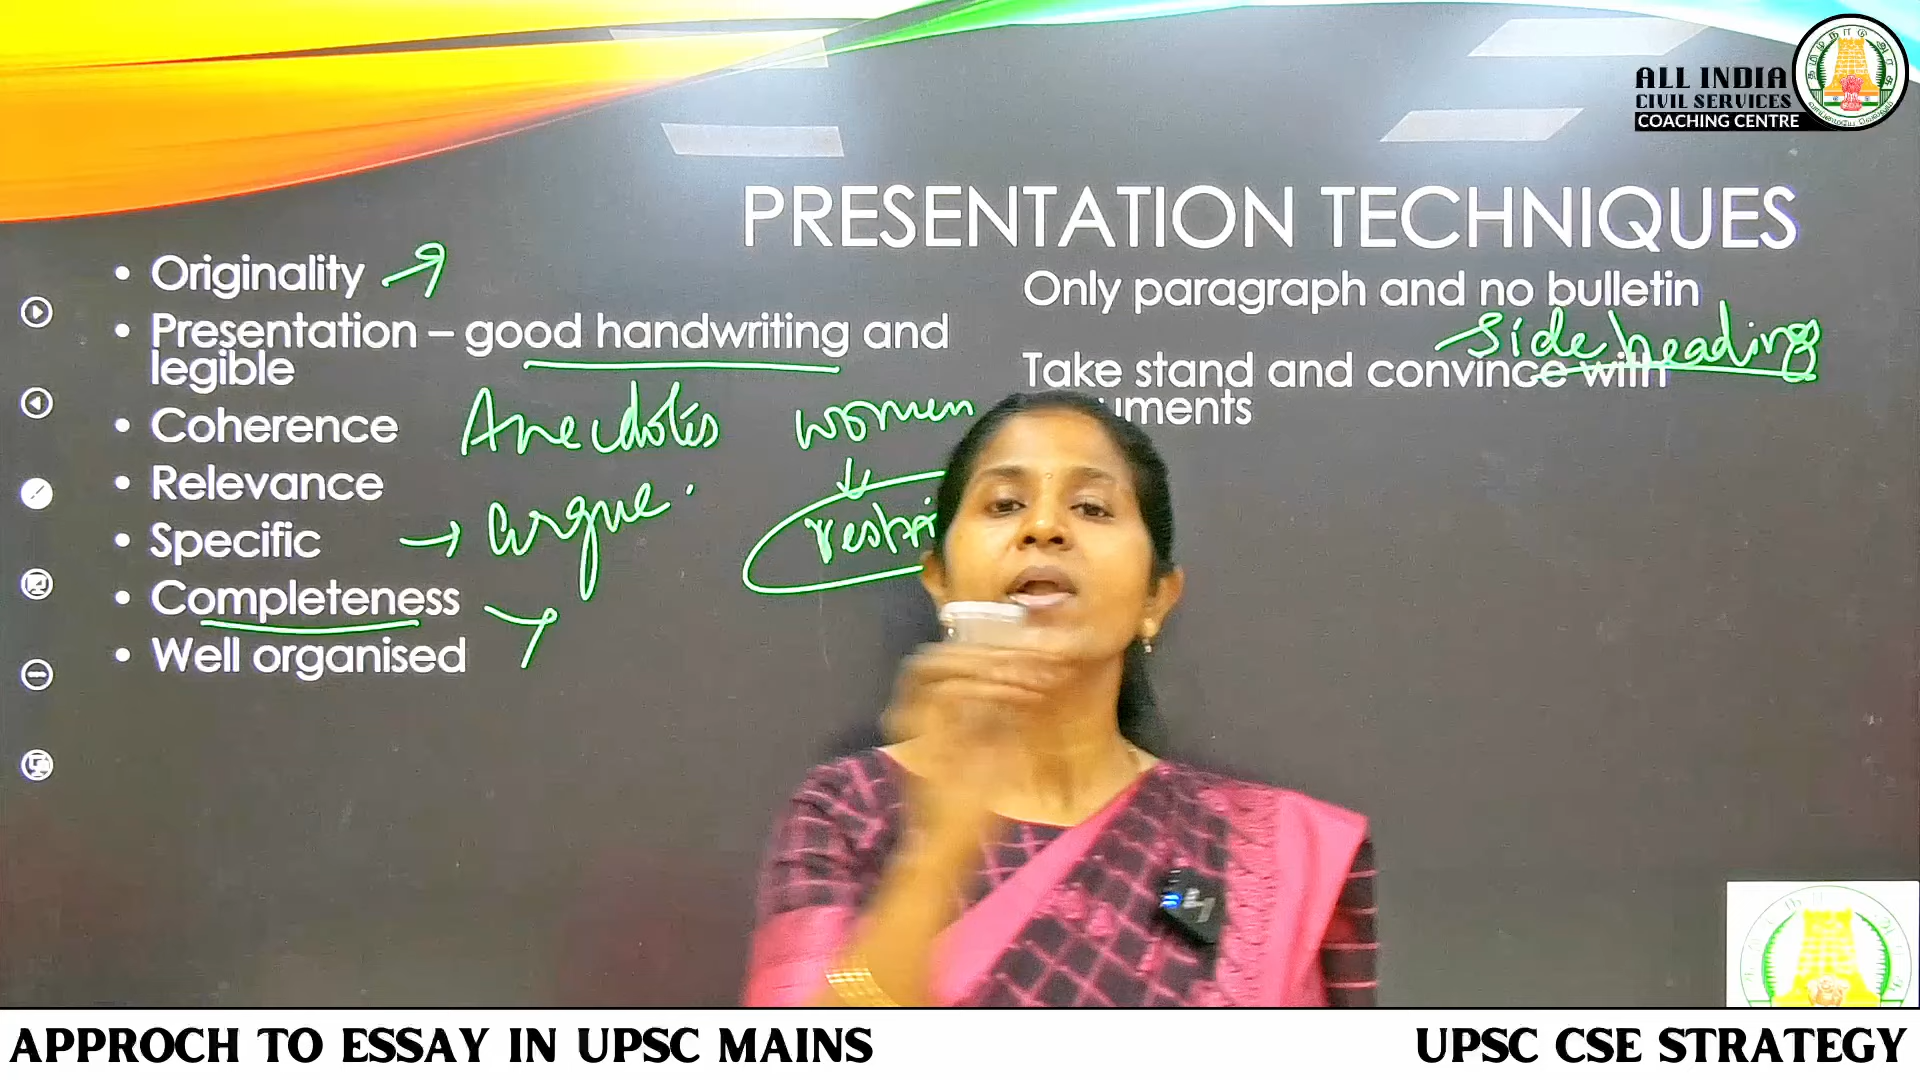 ALL INDIA
CIVIL SERVICES
COACHING CENTRE
PRESENTATION TECHNIQUES
• Originality
• Presentation – good handwriting and
legible
• Coherence
• Relevance
• Specific
• Completeness
• Well organised
Anecdotes
women
argue.
Only paragraph and no bulletin
Side heading
Take stand and convince with
uments
APPROCH TO ESSAY IN UPSC MAINS
UPSC CSE STRATEGY